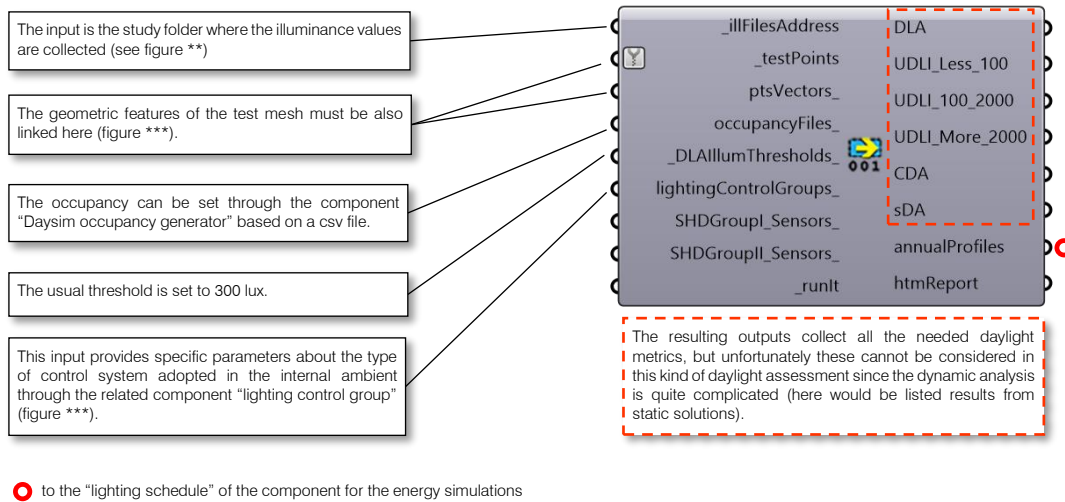 The input is the study folder where the illuminance values
are collected (see figure **)
The geometric features of the test mesh must be also
linked here (figure ***).
The occupancy can be set through the component
“Daysim occupancy generator” based on a csv file.
The usual threshold is set to 300 lux.
This input provides specific parameters about the type
of control system adopted in the internal ambient
through the related component “lighting control group”
(figure ***).
_illFilesAddress
_testPoints
ptsVectors_
occupancyFiles_
_DLAIllumThresholds_
lightingControlGroups_
SHDGroupI_Sensors_
SHDGroupII_Sensors_
_runIt
001
DLA
UDLI_Less_100
UDLI_100_2000
UDLI_More_2000
CDA
sDA
annualProfiles
htmReport
The resulting outputs collect all the needed daylight
metrics, but unfortunately these cannot be considered in
this kind of daylight assessment since the dynamic analysis
is quite complicated (here would be listed results from
static solutions).
to the “lighting schedule” of the component for the energy simulations